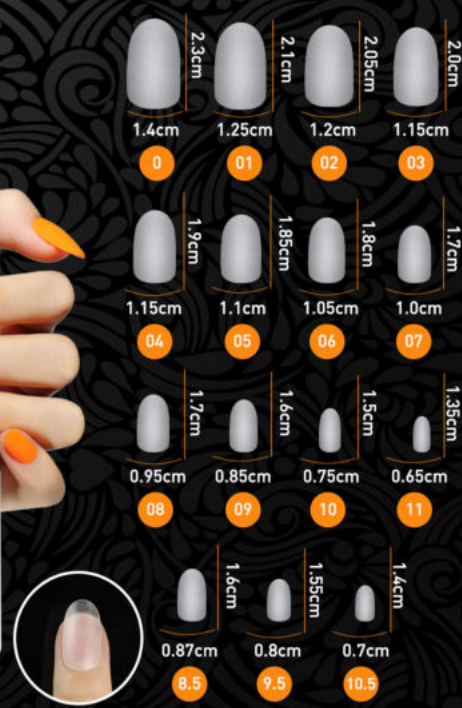 2.3cm 2.1cm 2.05cm 2.0cm
1.4cm 1.25cm 1.2cm 1.15cm
0 01 02 03
1.9cm 1.85cm 1.8cm 1.7cm
1.15cm 1.1cm 1.05cm 1.0cm
04 05 06 07
1.7cm 1.6cm 1.5cm 1.35cm
0.95cm 0.85cm 0.75cm 0.65cm
08 09 10 11
1.6cm 1.55cm 1.4cm
0.87cm 0.8cm 0.7cm
8.5 9.5 10.5